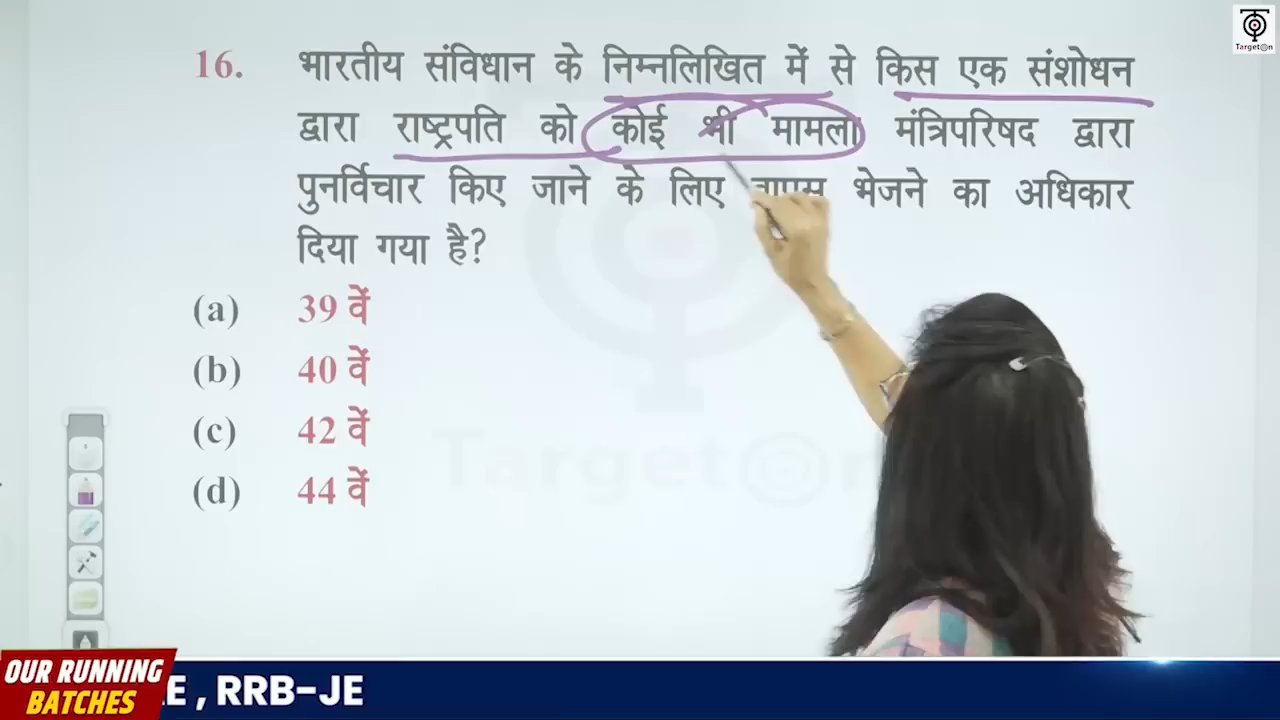 Target@n
16. भारतीय संविधान के निम्नलिखित में से किस एक संशोधन
द्वारा राष्ट्रपति को कोई भी मामला मंत्रिपरिषद द्वारा
पुनर्विचार किए जाने के लिए वापस भेजने का अधिकार
दिया गया है?
(a) 39 वें
(b) 40 वें
(c) 42 वें
(d) 44 वें
Target@n
OUR RUNNING
BATCHES
E , RRB-JE